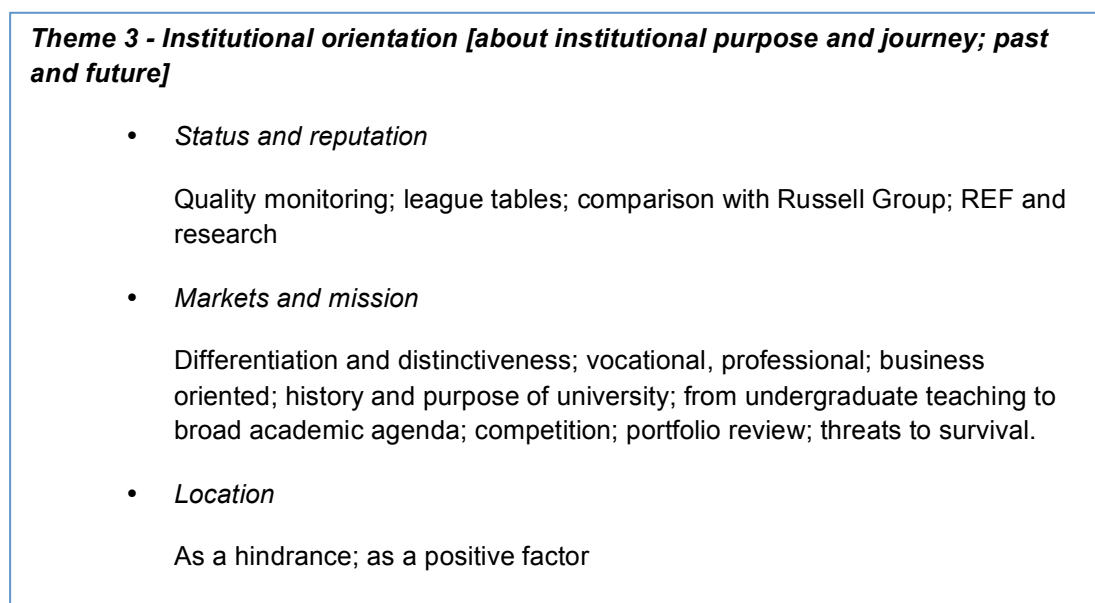 Theme 3 - Institutional orientation [about institutional purpose and journey; past
and future]
• Status and reputation
Quality monitoring; league tables; comparison with Russell Group; REF and
research
• Markets and mission
Differentiation and distinctiveness; vocational, professional; business
oriented; history and purpose of university; from undergraduate teaching to
broad academic agenda; competition; portfolio review; threats to survival.
• Location
As a hindrance; as a positive factor